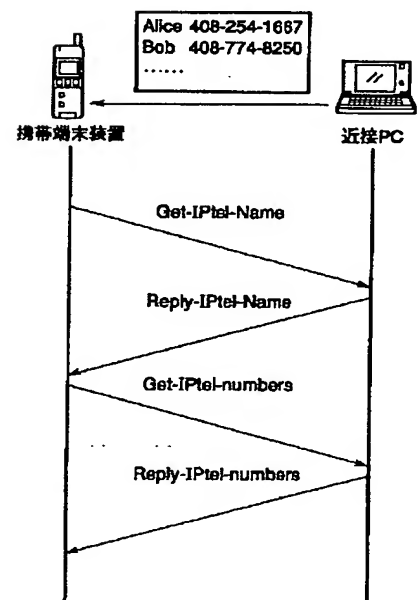 Alice 408-254-1667
Bob 408-774-8250
......
携帯端末装置
近接PC
Get-IPtel-Name
Reply-IPtel-Name
Get-IPtel-numbers
Reply-IPtel-numbers